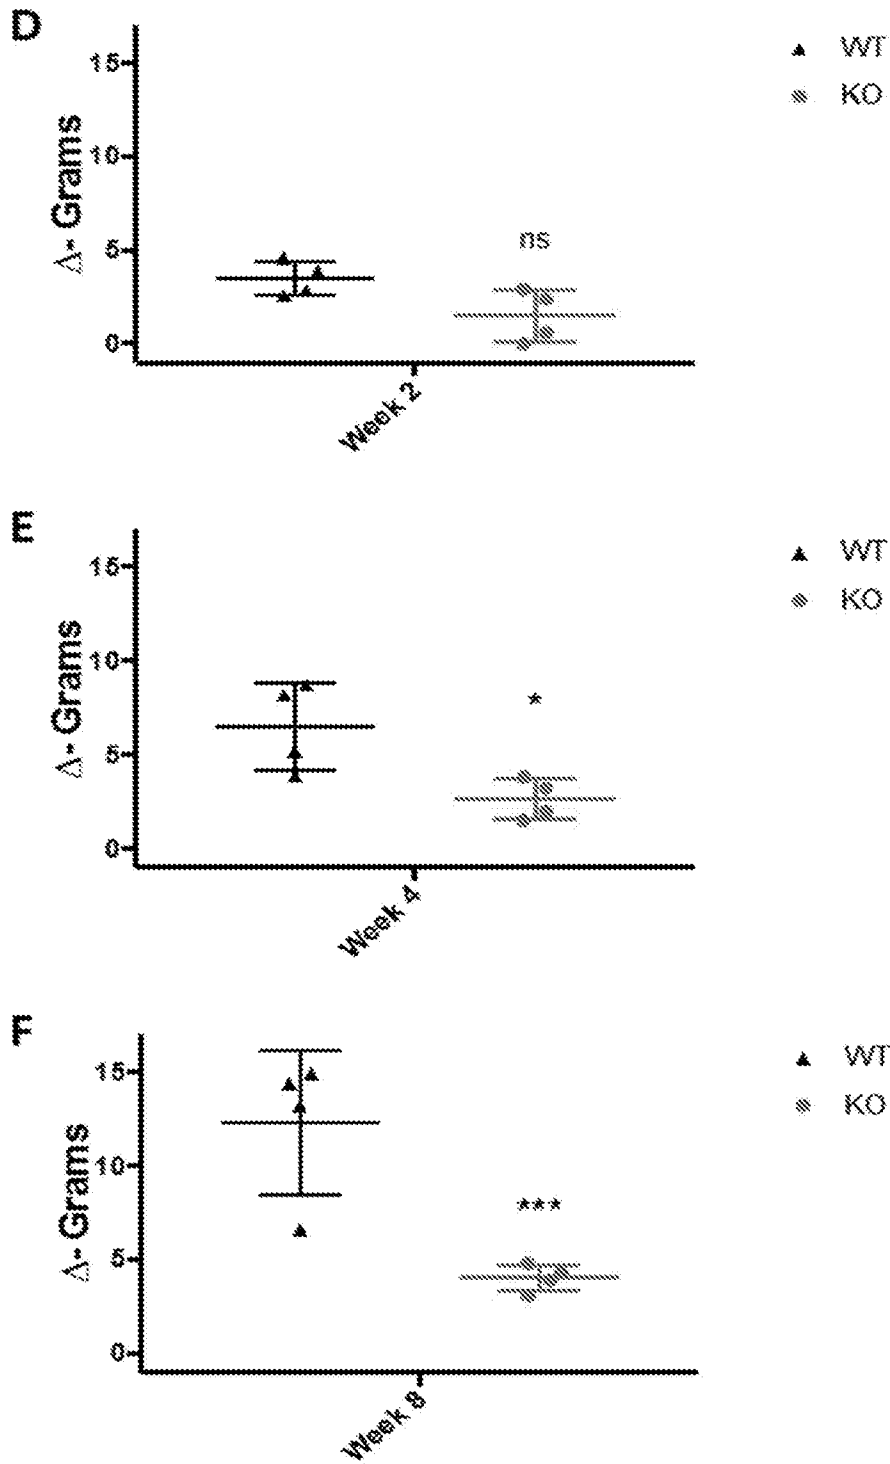 D
WT
KO
15
10
5
0
Δ- Grams
ns
Week 2
E
WT
KO
15
10
5
0
Δ- Grams
*
Week 4
F
WT
KO
15
10
5
0
Δ- Grams
***
Week 8